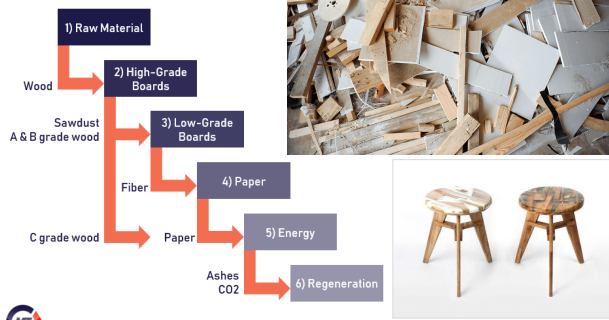 1) Raw Material
Wood
2) High-Grade
Boards
Sawdust
A & B grade wood
3) Low-Grade
Boards
Fiber
4) Paper
C grade wood
Paper
5) Energy
Ashes
CO2
6) Regeneration